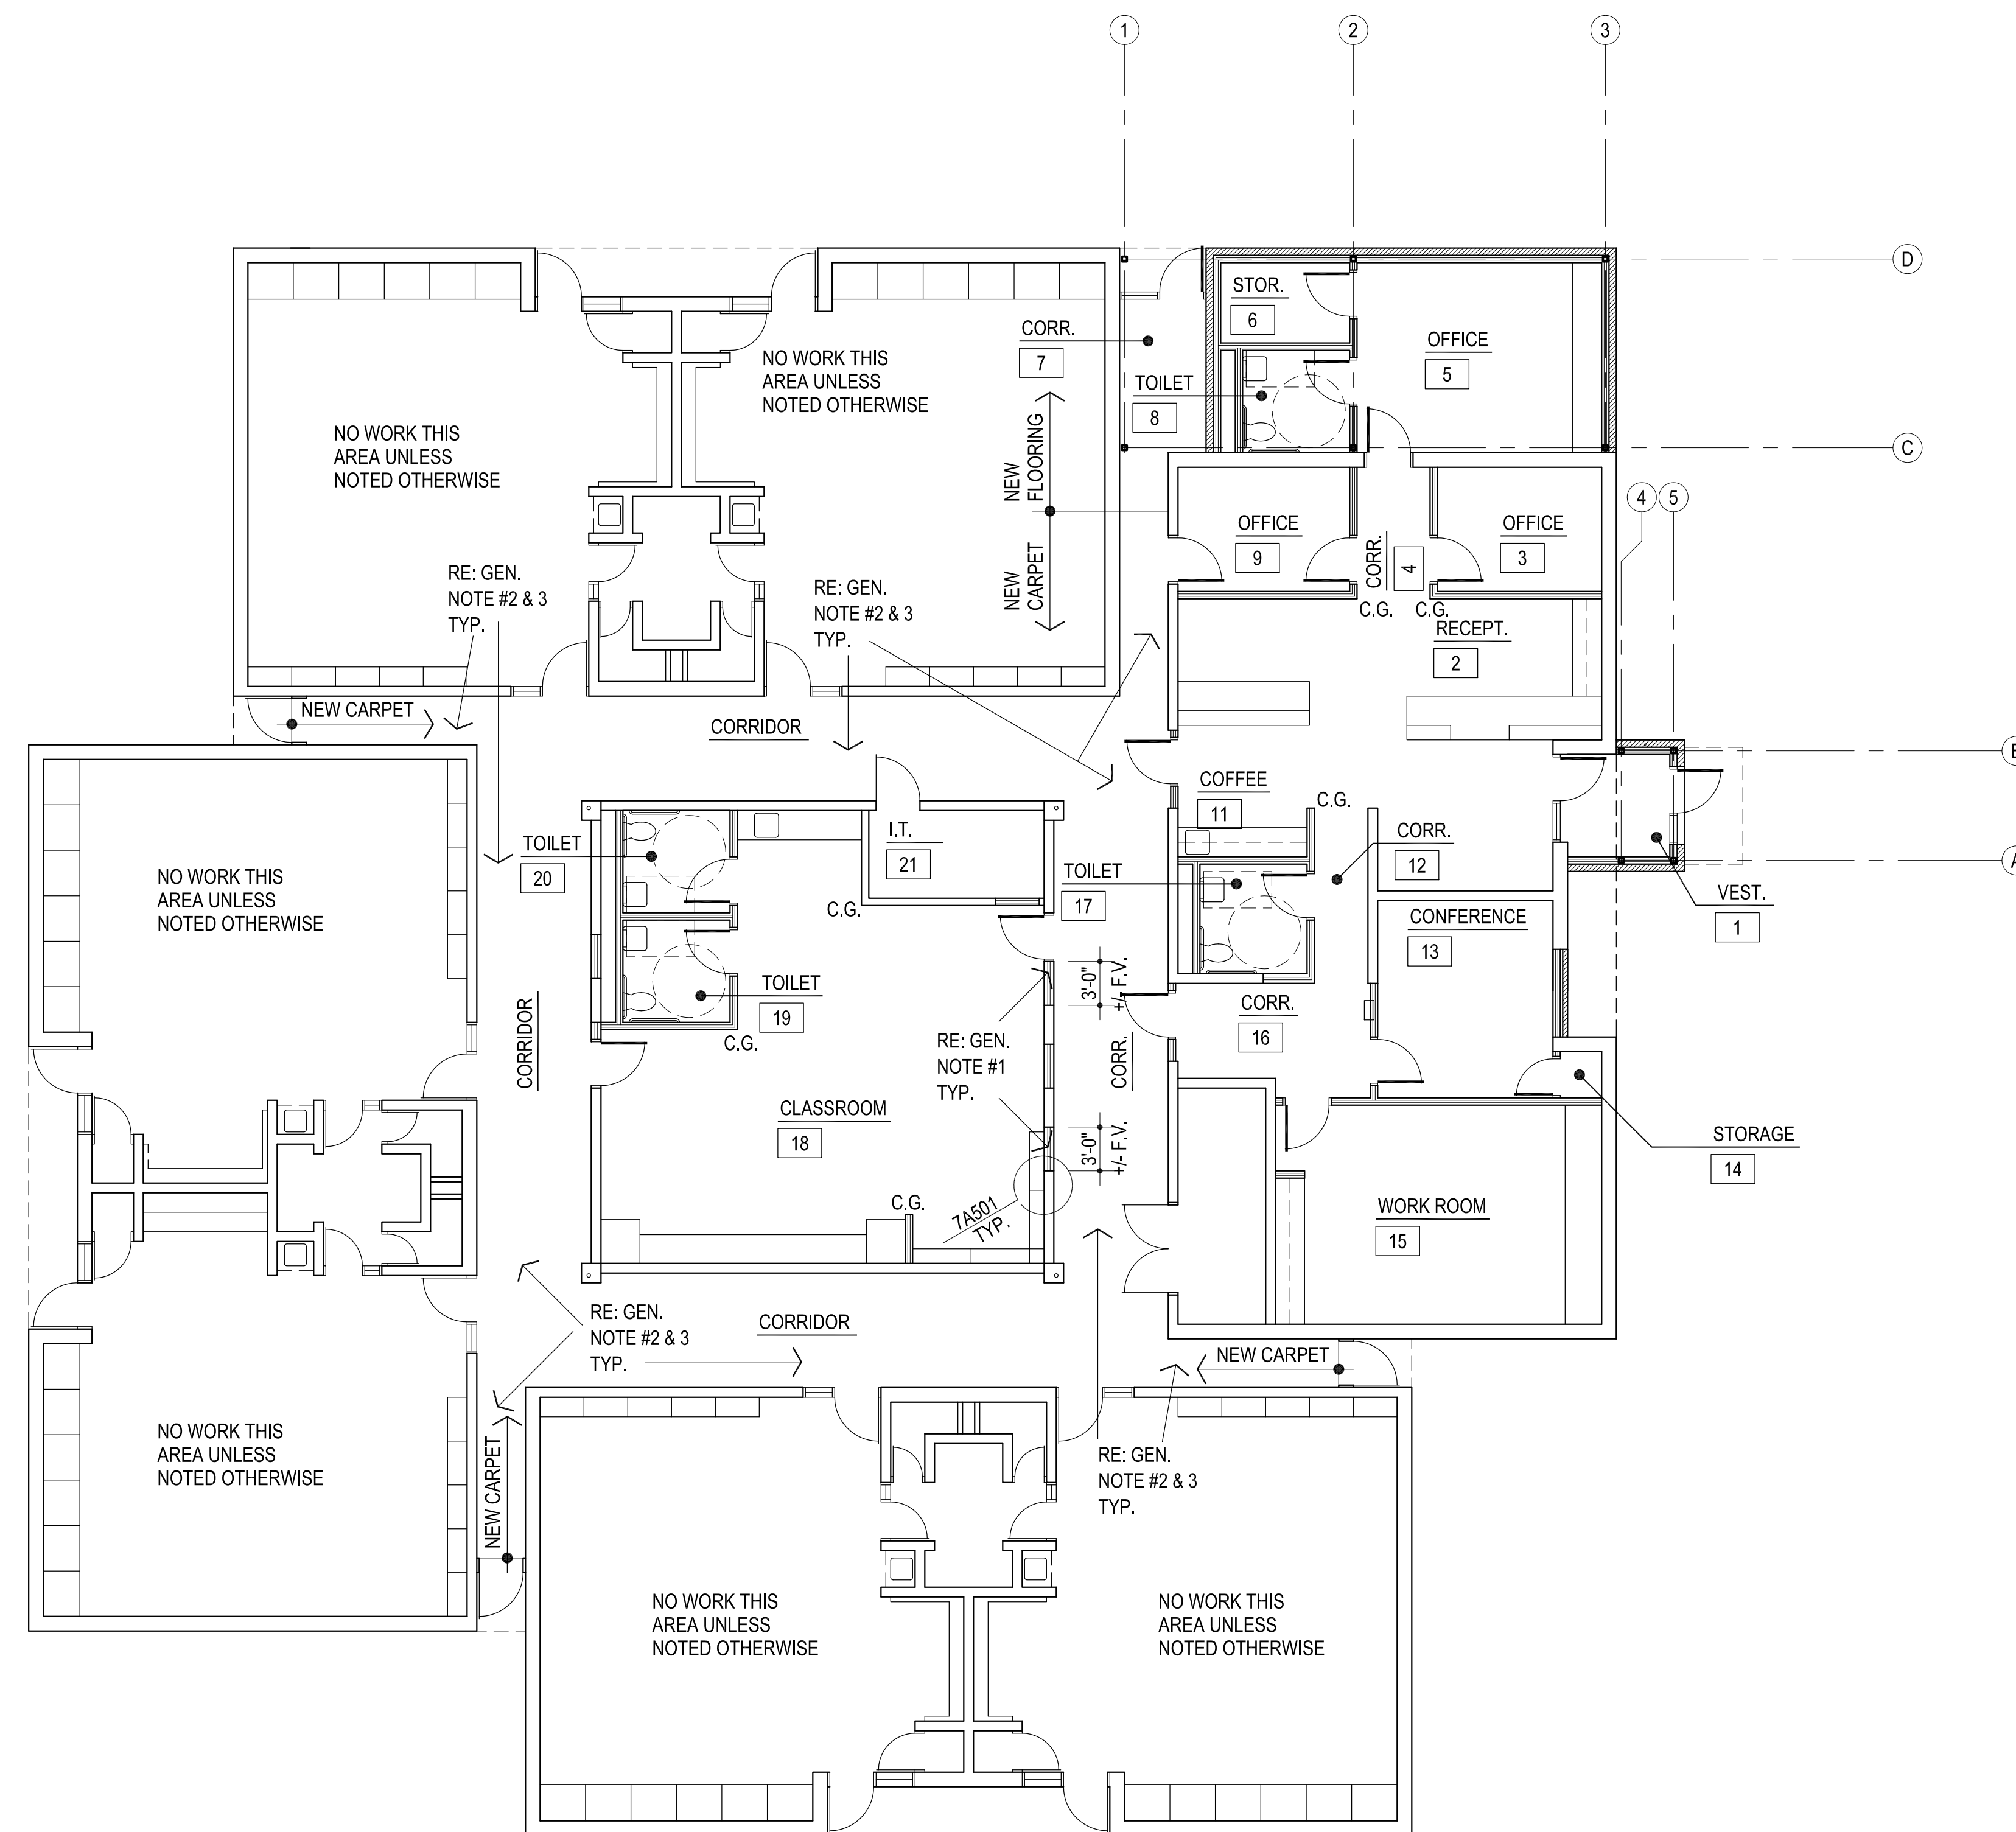 1
2
3
D
C
4
5
B
A
STOR.
6
CORR.
7
OFFICE
5
TOILET
8
NO WORK THIS
AREA UNLESS
NOTED OTHERWISE
NO WORK THIS
AREA UNLESS
NOTED OTHERWISE
NEW
FLOORING
NEW
CARPET
OFFICE
9
CORR.
4
OFFICE
3
RE: GEN.
NOTE #2 & 3
TYP.
RE: GEN.
NOTE #2 & 3
TYP.
C.G.
C.G.
RECEPT.
2
NEW CARPET
CORRIDOR
COFFEE
11
C.G.
CORR.
12
I.T.
21
TOILET
20
TOILET
17
C.G.
VEST.
1
NO WORK THIS
AREA UNLESS
NOTED OTHERWISE
CONFERENCE
13
TOILET
19
C.G.
3'-0"
+/- F.V.
CORR.
16
CORRIDOR
RE: GEN.
NOTE #1
TYP.
CORR.
CLASSROOM
18
3'-0"
+/- F.V.
STORAGE
14
C.G.
7A501
TYP.
WORK ROOM
15
RE: GEN.
NOTE #2 & 3
TYP.
CORRIDOR
NEW CARPET
NO WORK THIS
AREA UNLESS
NOTED OTHERWISE
NEW CARPET
RE: GEN.
NOTE #2 & 3
TYP.
NO WORK THIS
AREA UNLESS
NOTED OTHERWISE
NO WORK THIS
AREA UNLESS
NOTED OTHERWISE